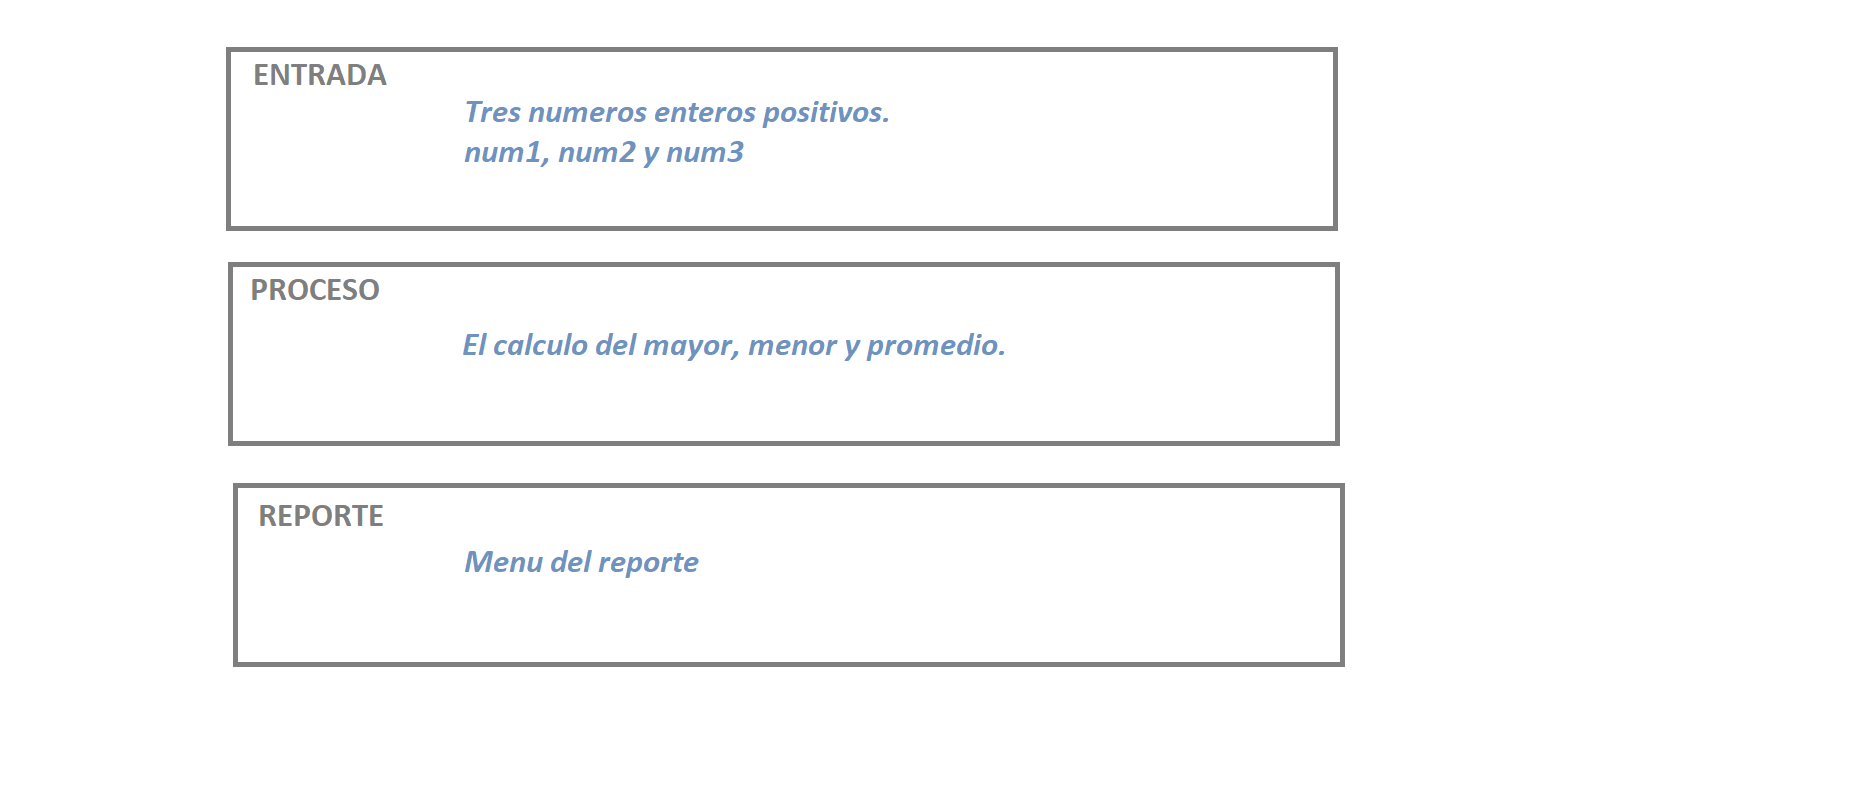 ENTRADA
Tres numeros enteros positivos.
num1, num2 y num3
PROCESO
El calculo del mayor, menor y promedio.
REPORTE
Menu del reporte